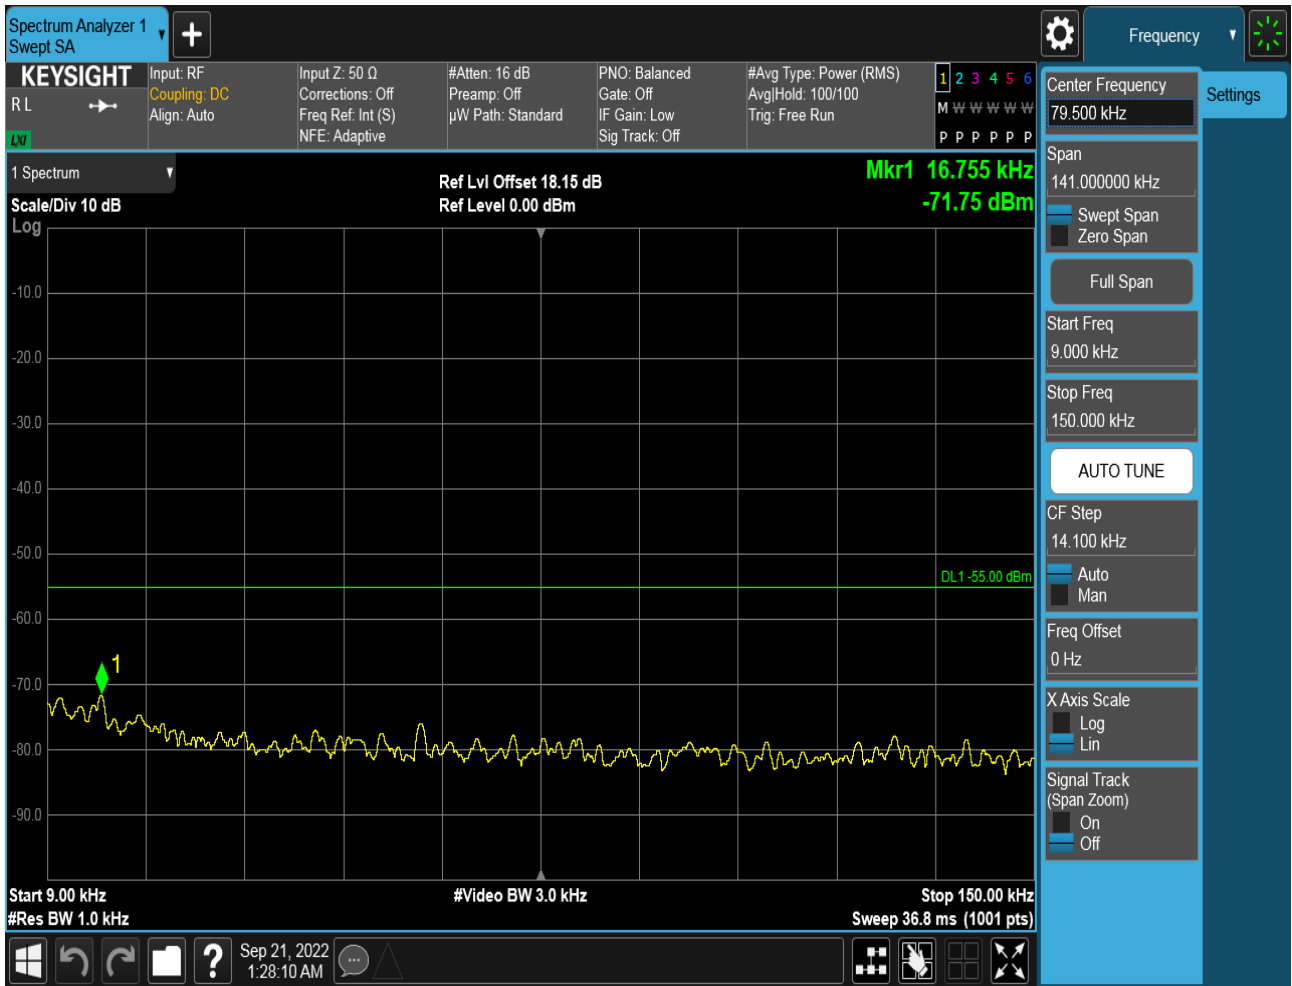 Spectrum Analyzer 1
Swept SA
Frequency
KEYSIGHT
R L
LXI
Input: RF
Coupling: DC
Align: Auto
Input Z: 50 Ω
Corrections: Off
Freq Ref: Int (S)
NFE: Adaptive
#Atten: 16 dB
Preamp: Off
µW Path: Standard
PNO: Balanced
Gate: Off
IF Gain: Low
Sig Track: Off
#Avg Type: Power (RMS)
Avg|Hold: 100/100
Trig: Free Run
1 2 3 4 5 6
M W W W W W
P P P P P P
1 Spectrum
Scale/Div 10 dB
Log
Ref Lvl Offset 18.15 dB
Ref Level 0.00 dBm
Mkr1 16.755 kHz
-71.75 dBm
-10.0
-20.0
-30.0
-40.0
-50.0
DL1 -55.00 dBm
-60.0
1
-70.0
-80.0
-90.0
Start 9.00 kHz
#Video BW 3.0 kHz
Stop 150.00 kHz
#Res BW 1.0 kHz
Sweep 36.8 ms (1001 pts)
?
Sep 21, 2022
1:28:10 AM
Center Frequency
79.500 kHz
Settings
Span
141.000000 kHz
Swept Span
Zero Span
Full Span
Start Freq
9.000 kHz
Stop Freq
150.000 kHz
AUTO TUNE
CF Step
14.100 kHz
Auto
Man
Freq Offset
0 Hz
X Axis Scale
Log
Lin
Signal Track
(Span Zoom)
On
Off